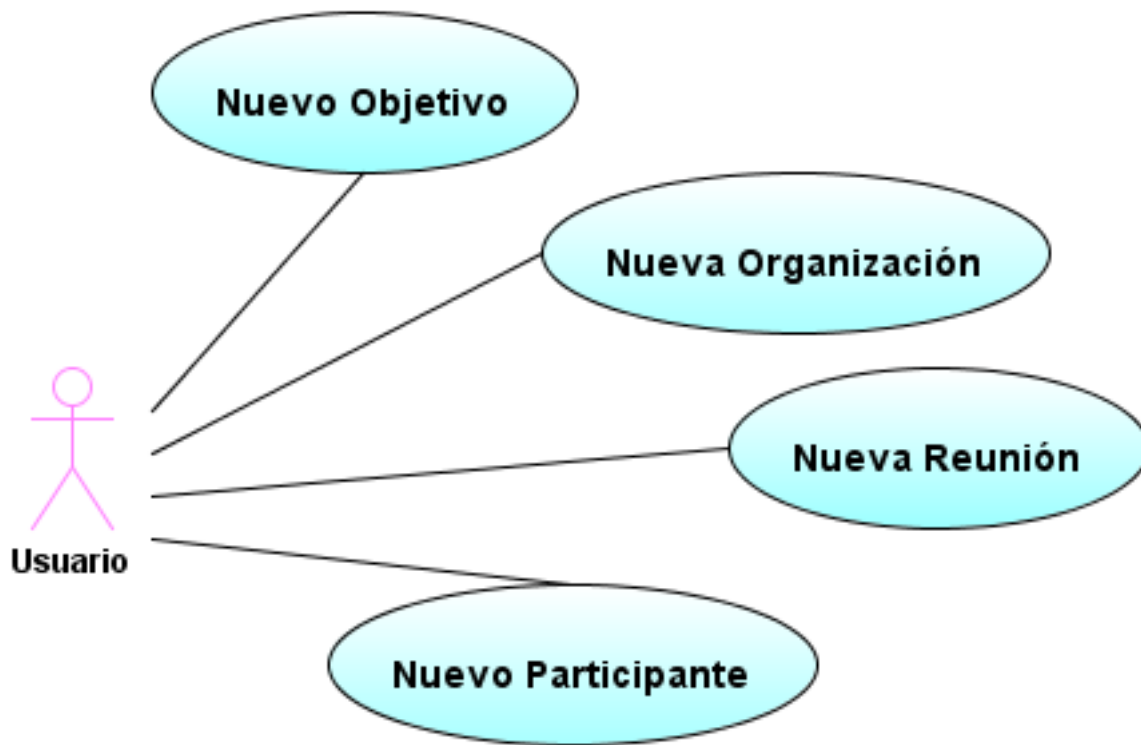 Nuevo Objetivo
Nueva Organización
Nueva Reunión
Usuario
Nuevo Participante